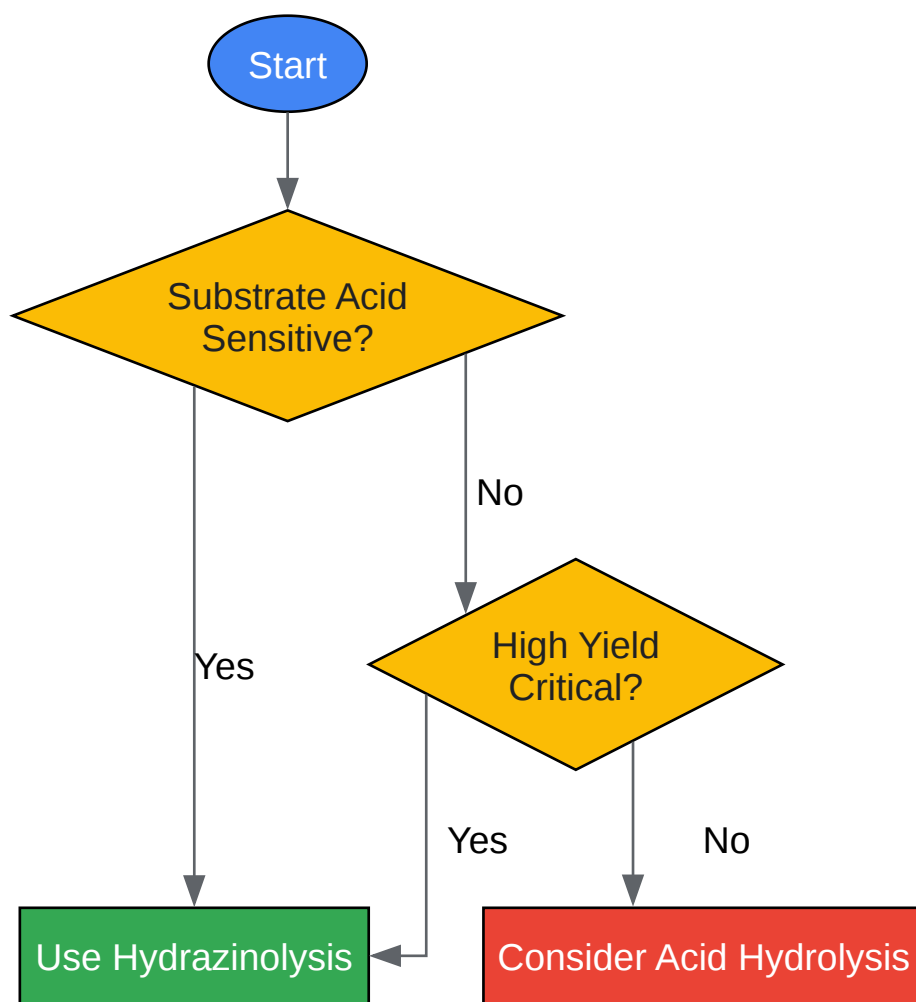 Start
Substrate Acid
Sensitive?
No
High Yield
Critical?
Yes
Yes
No
Use Hydrazinolysis
Consider Acid Hydrolysis